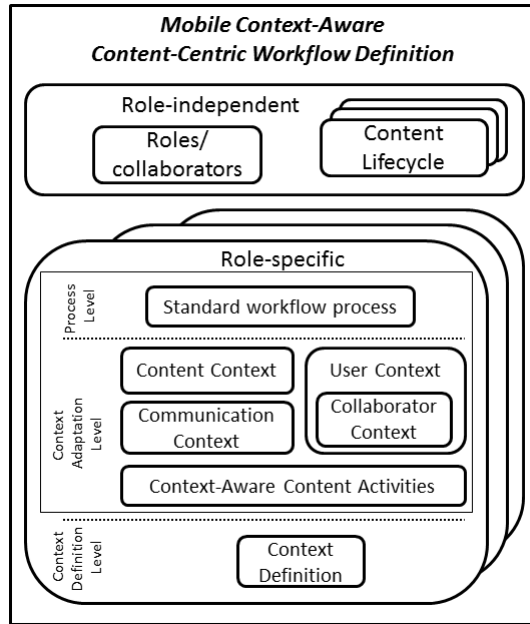 Mobile Context-Aware
Content-Centric Workflow Definition
Role-independent
Roles/
collaborators
Content
Lifecycle
Role-specific
Process
Level
Standard workflow process
Context
Adaptation
Level
Content Context
User Context
Communication
Context
Collaborator
Context
Context-Aware Content Activities
Context
Definition
Level
Context
Definition